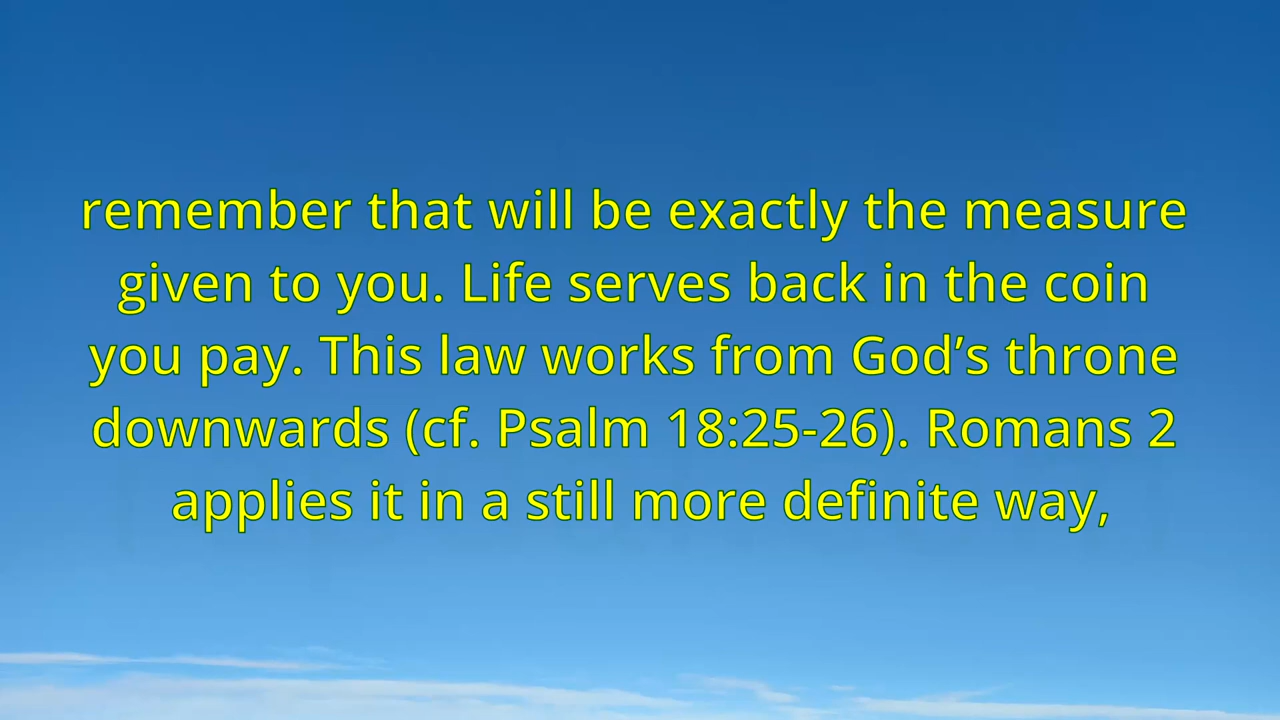 remember that will be exactly the measure
given to you. Life serves back in the coin
you pay. This law works from God’s throne
downwards (cf. Psalm 18:25-26). Romans 2
applies it in a still more definite way,